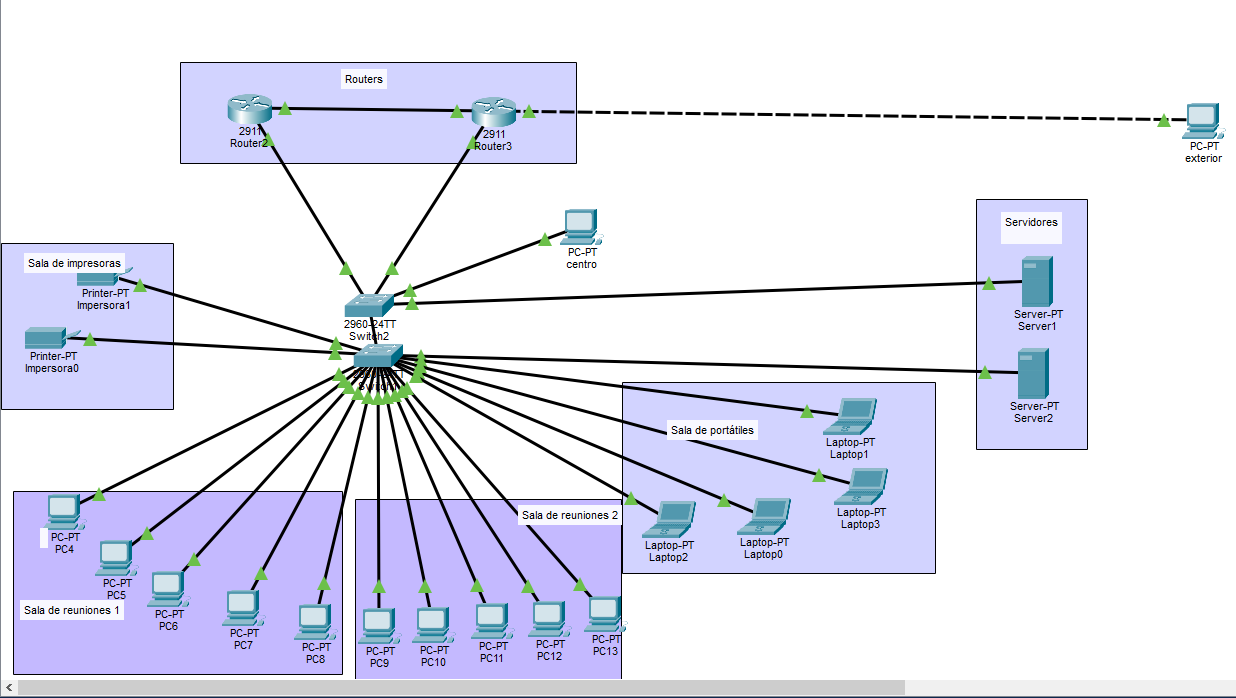 Routers
2911
Router2
2911
Router3
PC-PT
exterior
PC-PT
centro
Servidores
Server-PT
Server1
Server-PT
Server2
Sala de impresoras
Printer-PT
Impersora1
Printer-PT
Impersora0
2960-24TT
Switch2
Sala de portátiles
Laptop-PT
Laptop1
Laptop-PT
Laptop3
Laptop-PT
Laptop0
Laptop-PT
Laptop2
PC-PT
PC4
PC-PT
PC5
PC-PT
PC6
PC-PT
PC7
PC-PT
PC8
Sala de reuniones 1
Sala de reuniones 2
PC-PT
PC9
PC-PT
PC10
PC-PT
PC11
PC-PT
PC12
PC-PT
PC13